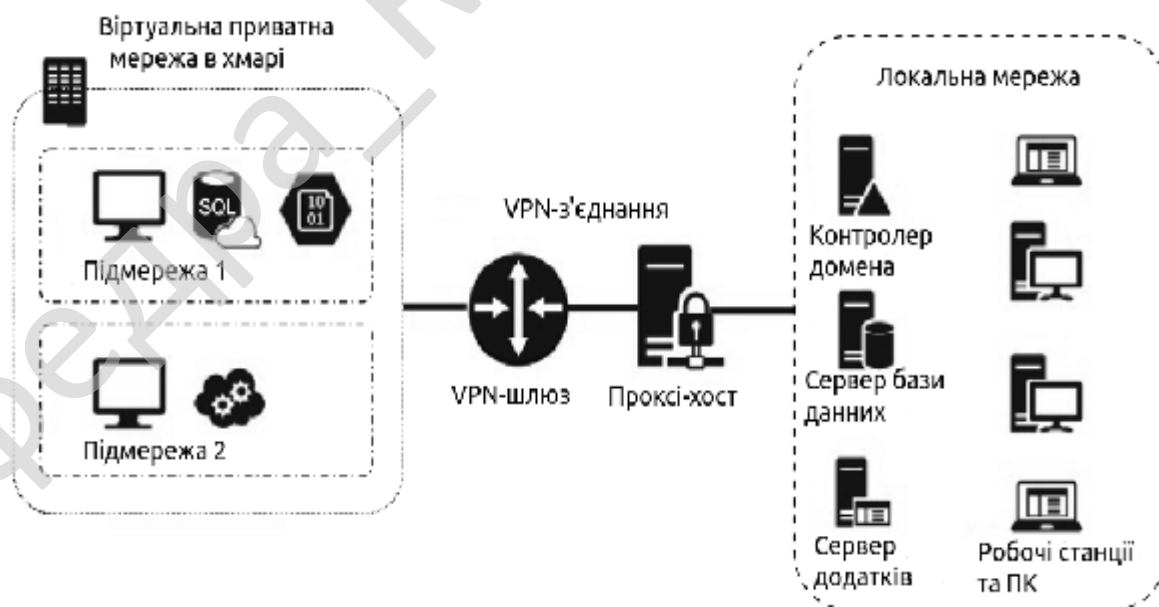 Віртуальна приватна
мережа в хмарі
SQL
10
01
Підмережа 1
Підмережа 2
VPN-з'єднання
VPN-шлюз
Проксі-хост
Локальна мережа
Контролер
домена
Сервер бази
данних
Сервер
додатків
Робочі станції
та ПК